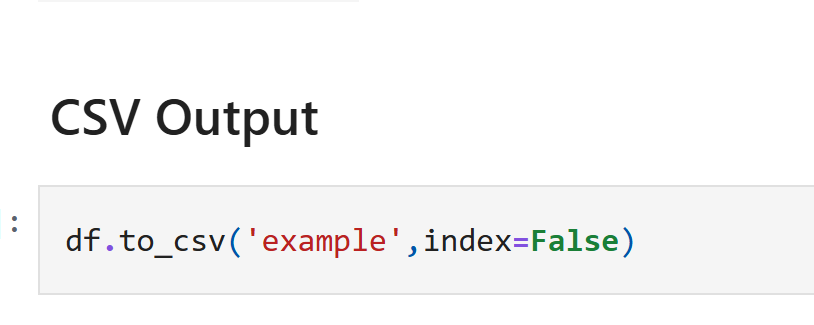 CSV Output
:
df.to_csv('example',index=False)